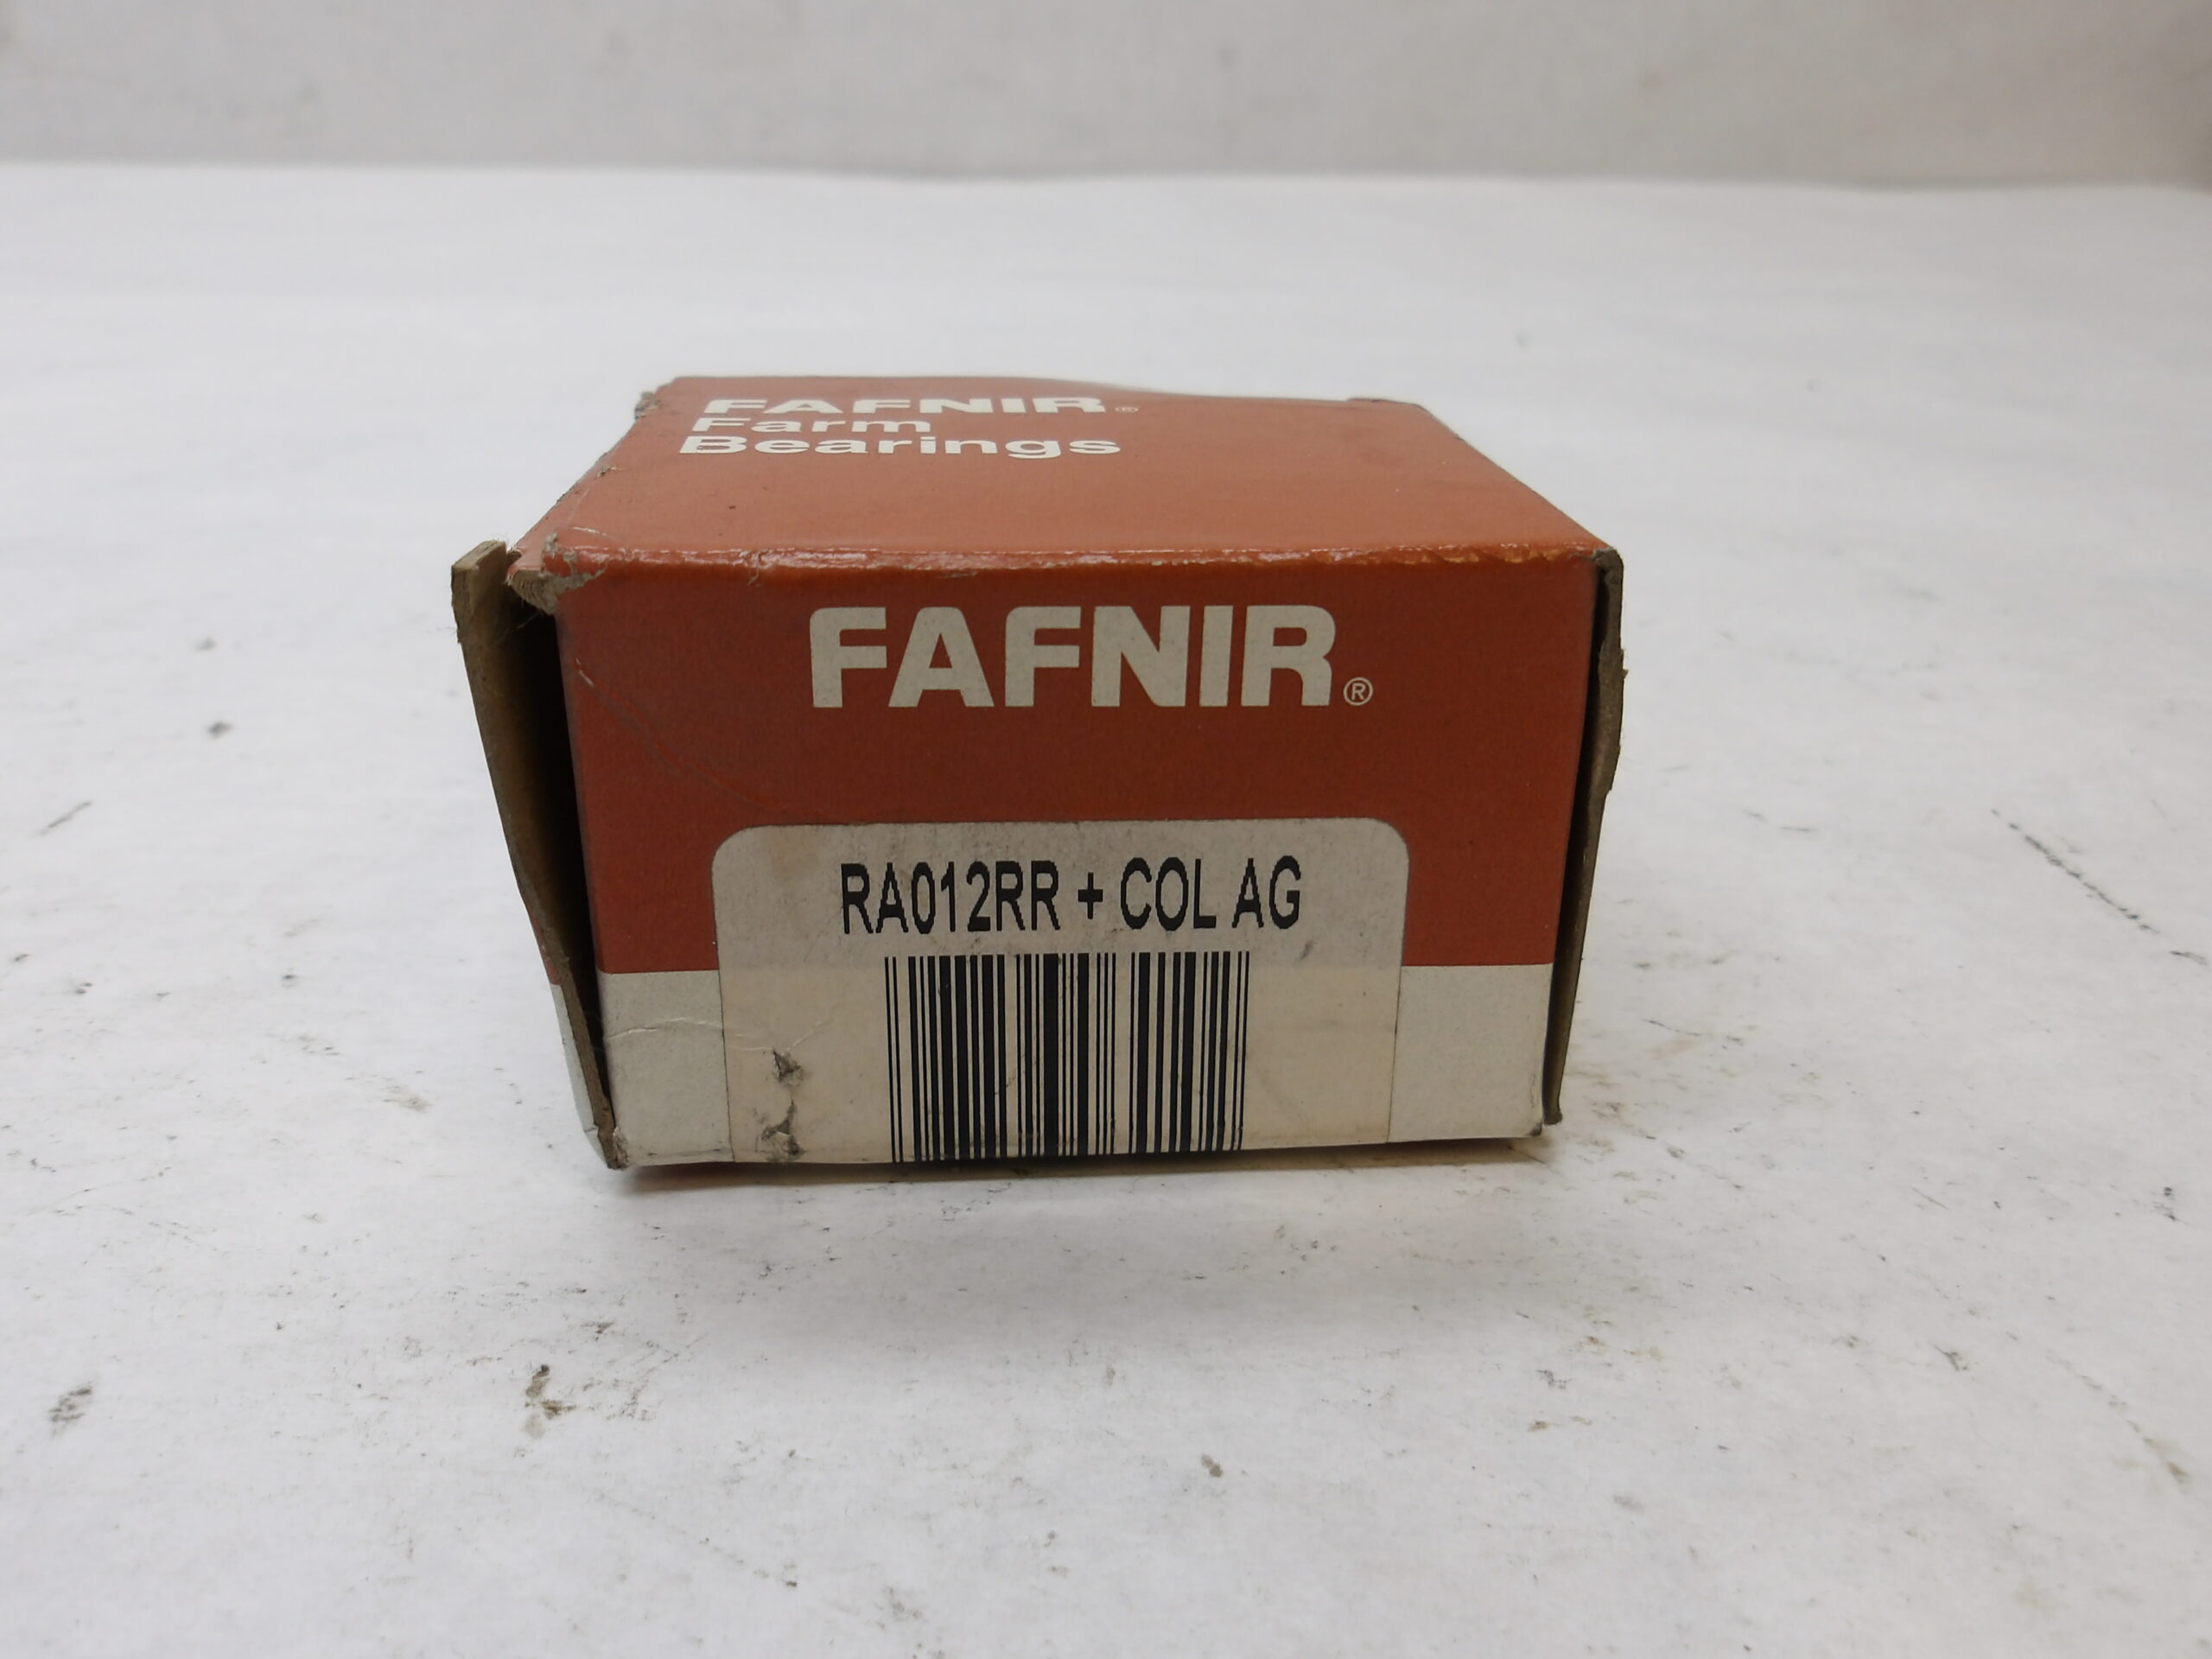 FAFNIR®
Farm
Bearings
FAFNIR®
RA012RR + COL AG